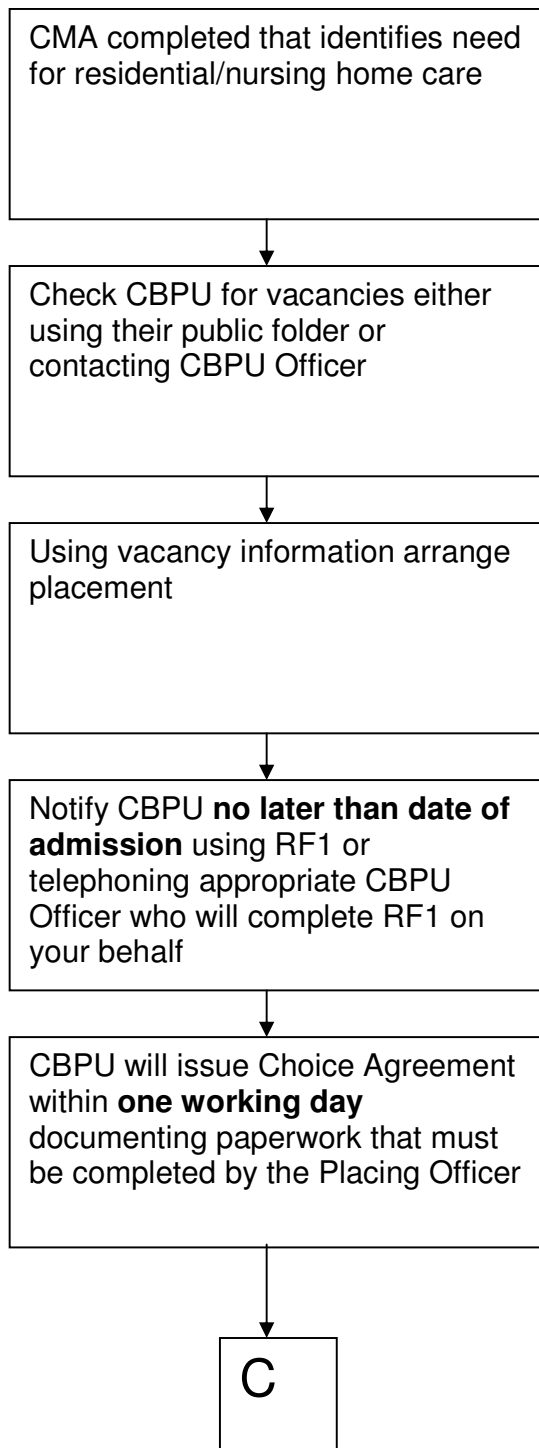 CMA completed that identifies need
for residential/nursing home care
Check CBPU for vacancies either
using their public folder or
contacting CBPU Officer
Using vacancy information arrange
placement
Notify CBPU no later than date of
admission using RF1 or
telephoning appropriate CBPU
Officer who will complete RF1 on
your behalf
CBPU will issue Choice Agreement
within one working day
documenting paperwork that must
be completed by the Placing Officer
C